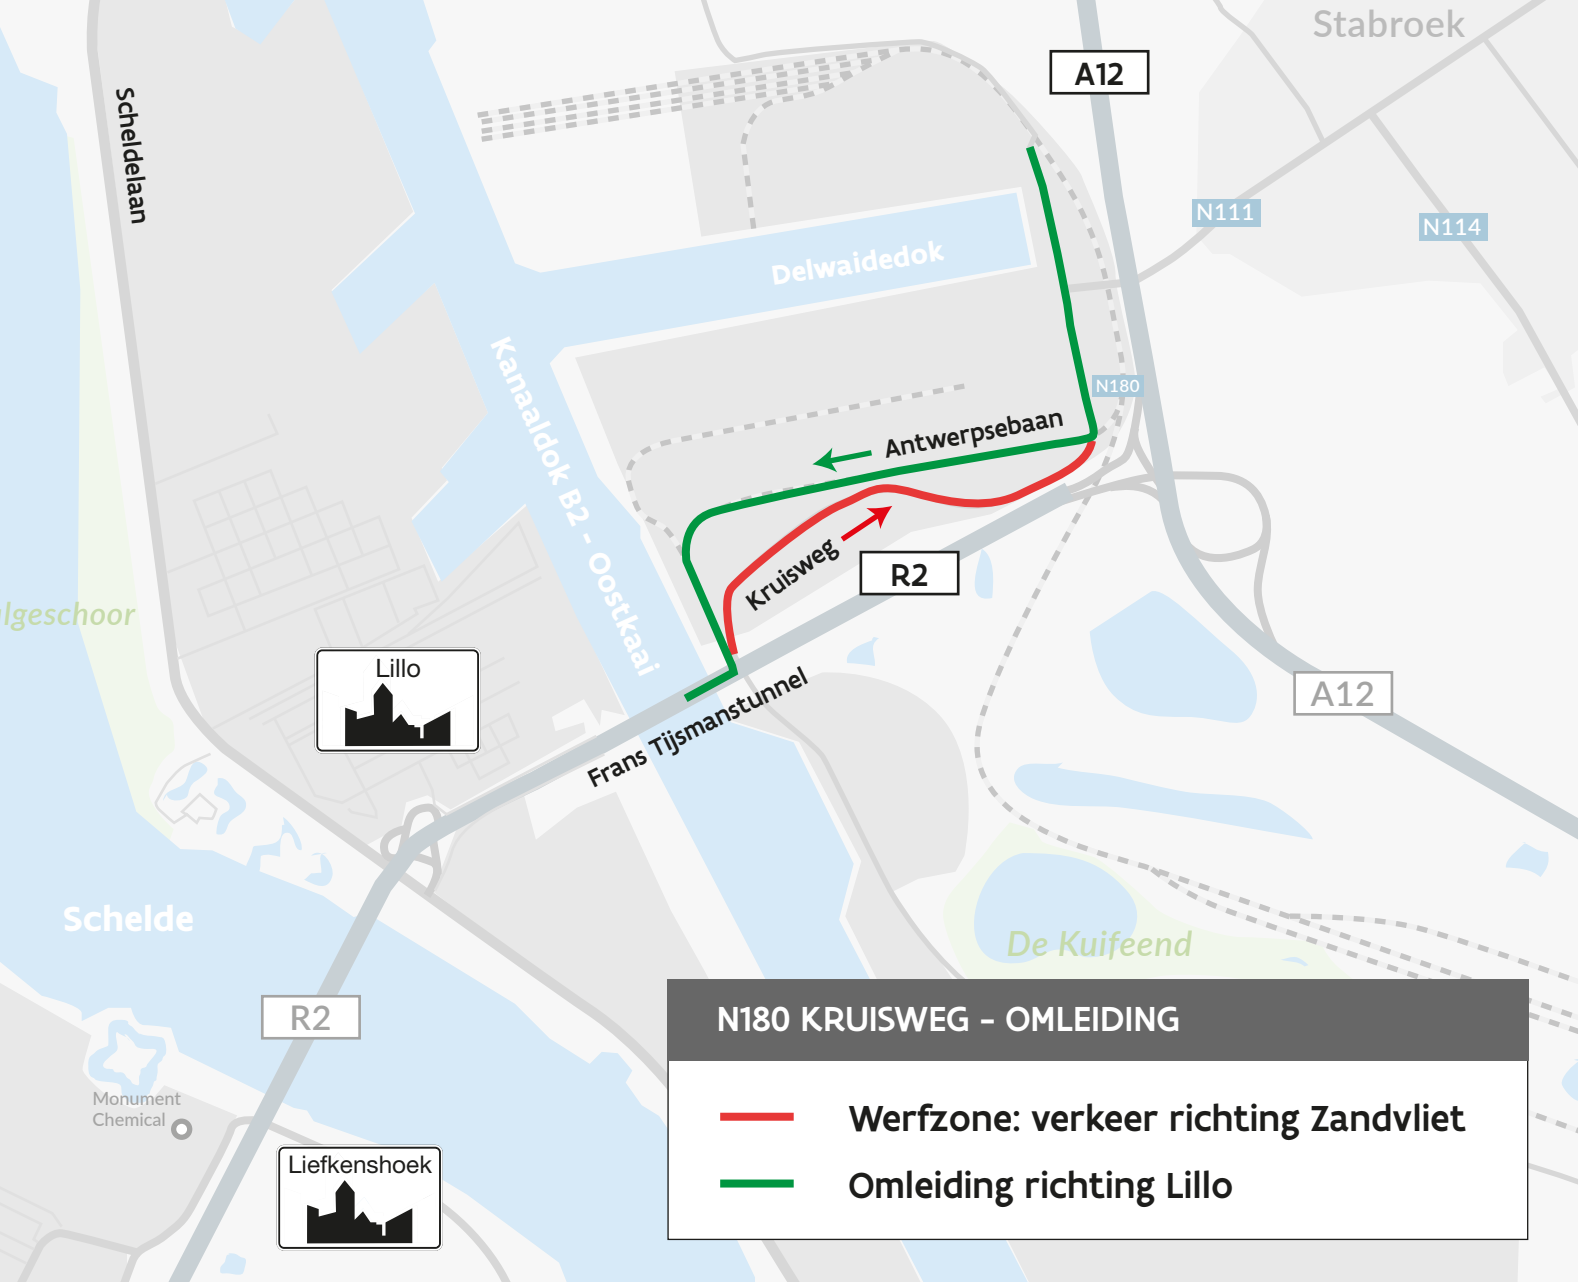 Stabroek
A12
Scheldelaan
N111
N114
Delwaidedok
Kanaaldok B2 - Oostkaai
N180
Antwerpsebaan
Kruisweg
R2
lgeschoor
Lillo
Frans Tijsmanstunnel
A12
Schelde
De Kuifeend
R2
Monument
Chemical
Liefkenshoek
N180 KRUISWEG - OMLEIDING
Werfzone: verkeer richting Zandvliet
Omleiding richting Lillo